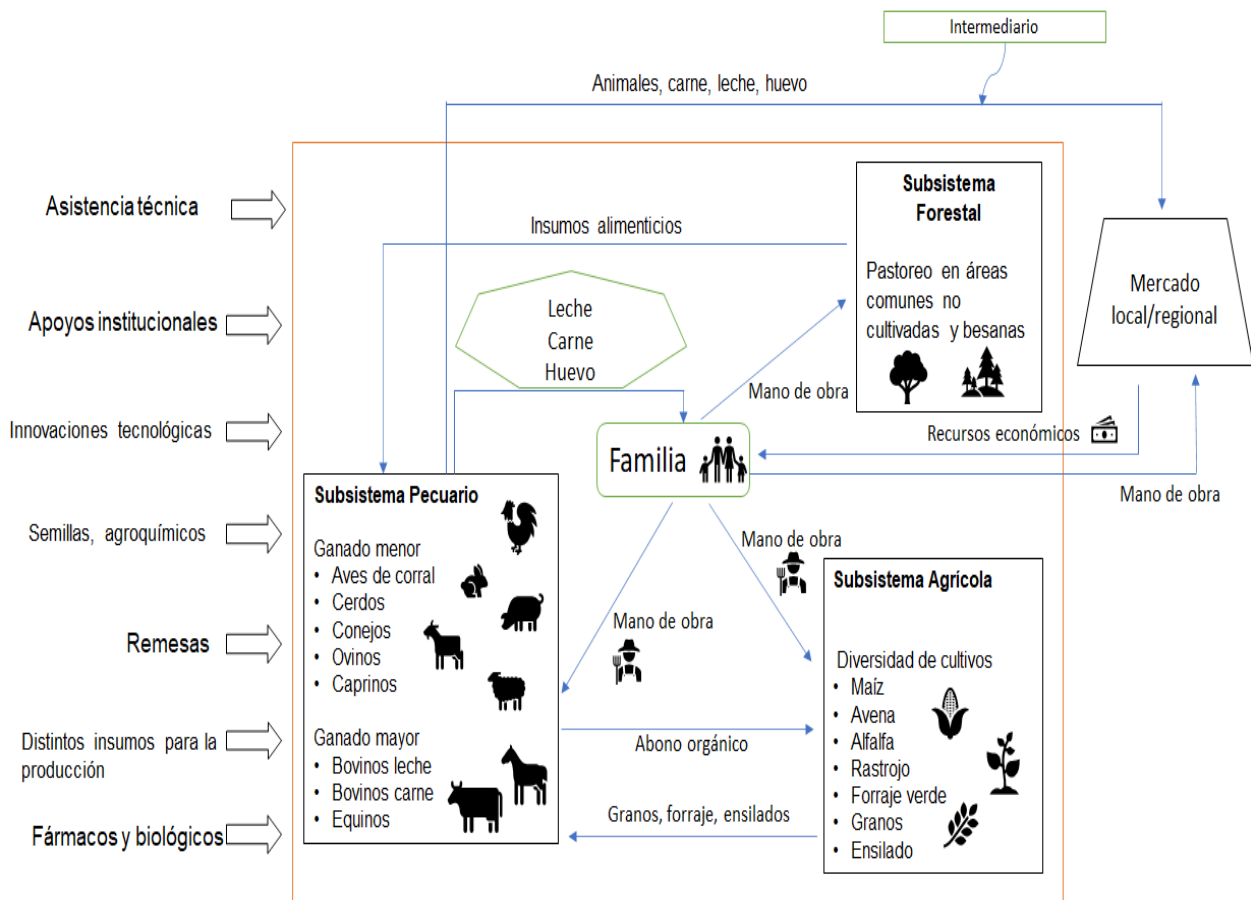 Intermediario
Animales, carne, leche, huevo
Asistencia técnica
Apoyos institucionales
Innovaciones tecnológicas
Semillas, agroquímicos
Remesas
Distintos insumos para la
producción
Fármacos y biológicos
Insumos alimenticios
Leche
Carne
Huevo
Subsistema
Forestal
Pastoreo en áreas
comunes no
cultivadas y besanas
Mercado
local/regional
Mano de obra
Recursos económicos
Familia
Mano de obra
Subsistema Pecuario
Ganado menor
• Aves de corral
• Cerdos
• Conejos
• Ovinos
• Caprinos
Ganado mayor
• Bovinos leche
• Bovinos carne
• Equinos
Mano de obra
Mano de obra
Abono orgánico
Granos, forraje, ensilados
Subsistema Agrícola
Diversidad de cultivos
• Maíz
• Avena
• Alfalfa
• Rastrojo
• Forraje verde
• Granos
• Ensilado